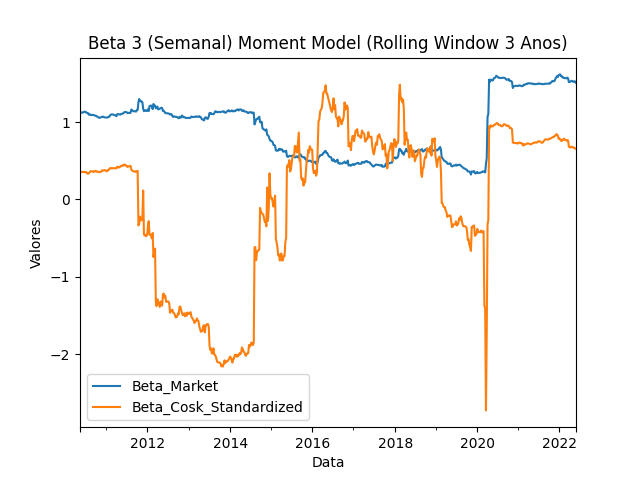 Beta 3 (Semanal) Moment Model (Rolling Window 3 Anos)
Valores
1
0
−1
−2
Beta_Market
Beta_Cosk_Standardized
2012 2014 2016 2018 2020 2022
Data